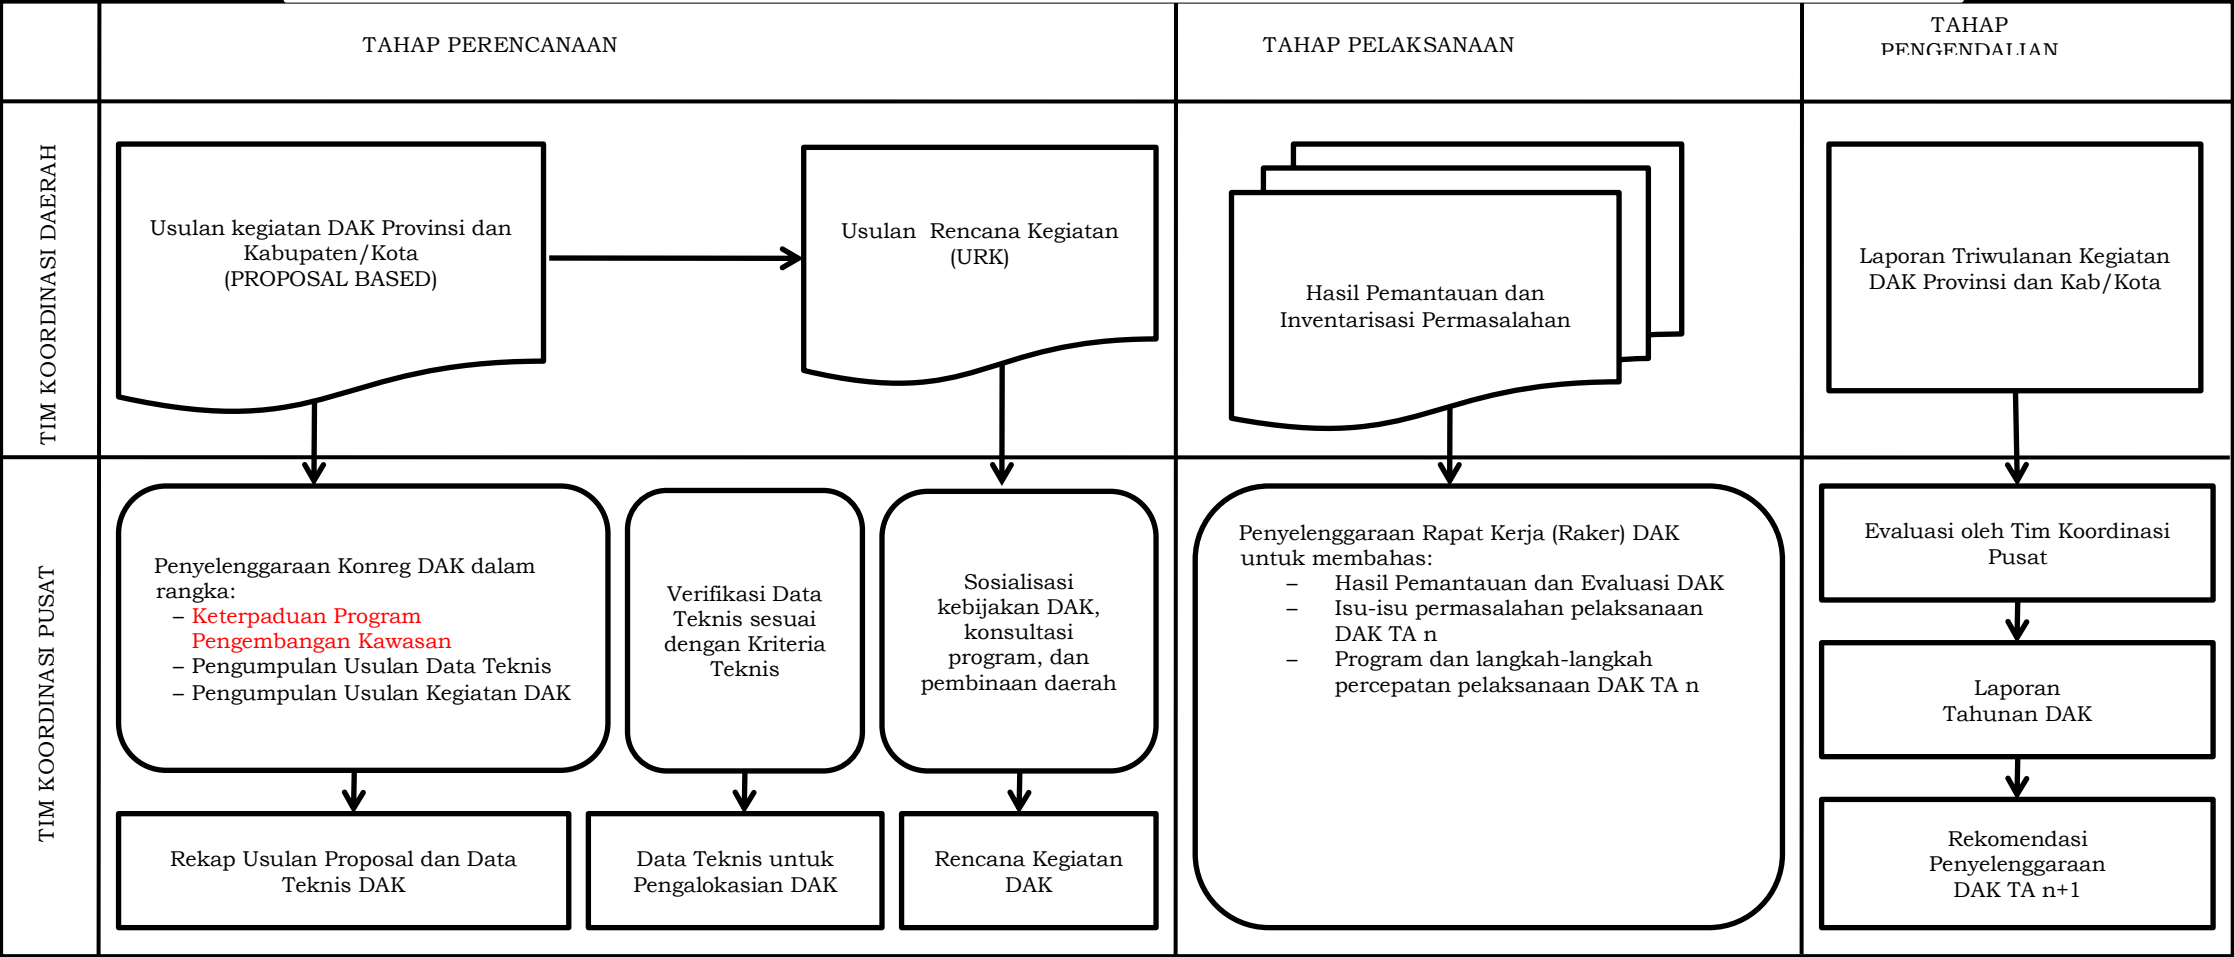 TAHAP PERENCANAAN
TAHAP PELAKSANAAN
TAHAP
PENGENDALIAN
TIM KOORDINASI DAERAH
Usulan kegiatan DAK Provinsi dan
Kabupaten/Kota
(PROPOSAL BASED)
Usulan Rencana Kegiatan
(URK)
Hasil Pemantauan dan
Inventarisasi Permasalahan
Laporan Triwulanan Kegiatan
DAK Provinsi dan Kab/Kota
TIM KOORDINASI PUSAT
Penyelenggaraan Konreg DAK dalam
rangka:
– Keterpaduan Program
Pengembangan Kawasan
– Pengumpulan Usulan Data Teknis
– Pengumpulan Usulan Kegiatan DAK
Verifikasi Data
Teknis sesuai
dengan Kriteria
Teknis
Sosialisasi
kebijakan DAK,
konsultasi
program, dan
pembinaan daerah
Penyelenggaraan Rapat Kerja (Raker) DAK
untuk membahas:
– Hasil Pemantauan dan Evaluasi DAK
– Isu-isu permasalahan pelaksanaan
DAK TA n
– Program dan langkah-langkah
percepatan pelaksanaan DAK TA n
Evaluasi oleh Tim Koordinasi
Pusat
Laporan
Tahunan DAK
Rekap Usulan Proposal dan Data
Teknis DAK
Data Teknis untuk
Pengalokasian DAK
Rencana Kegiatan
DAK
Rekomendasi
Penyelenggaraan
DAK TA n+1